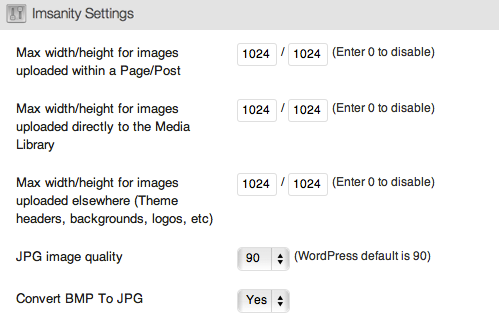 Imsanity Settings
Max width/height for images 1024 / 1024 (Enter 0 to disable)
uploaded within a Page/Post
Max width/height for images 1024 / 1024 (Enter 0 to disable)
uploaded directly to the Media
Library
Max width/height for images 1024 / 1024 (Enter 0 to disable)
uploaded elsewhere (Theme
headers, backgrounds, logos, etc)
JPG image quality 90 (WordPress default is 90)
Convert BMP To JPG Yes